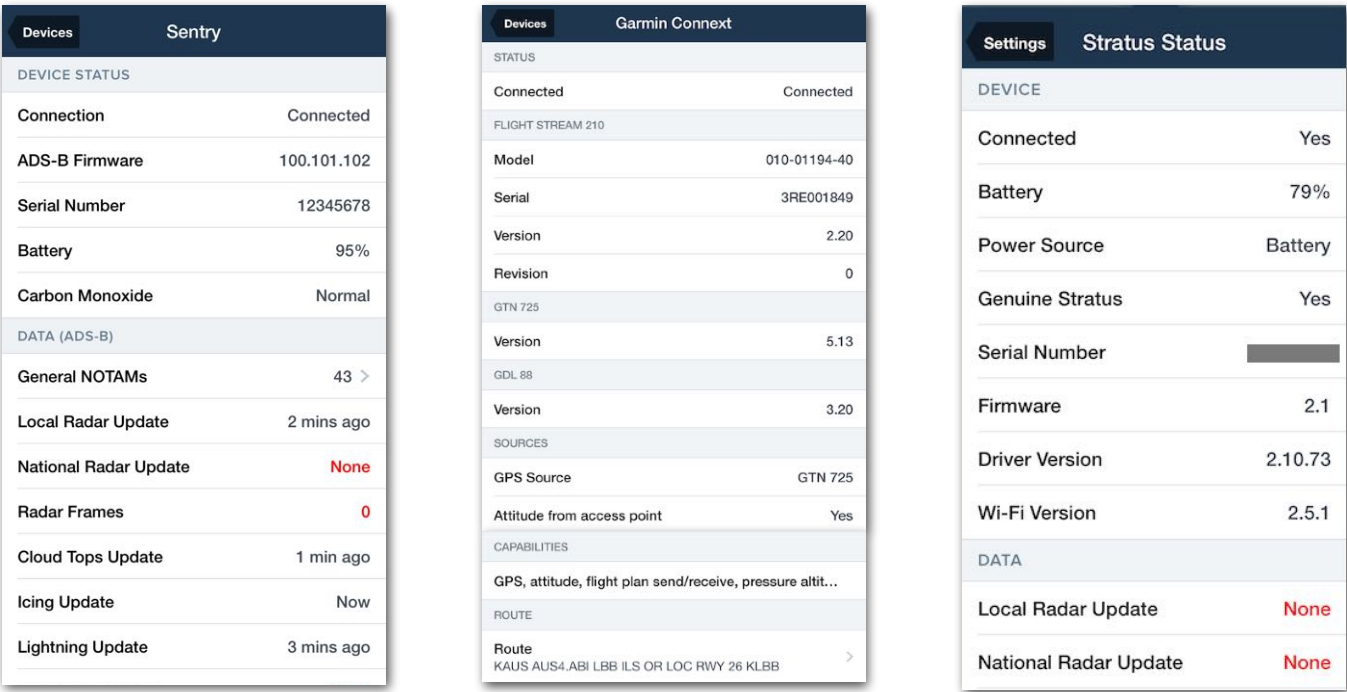 Devices
Sentry
DEVICE STATUS
Connection Connected
ADS-B Firmware 100.101.102
Serial Number 12345678
Battery 95%
Carbon Monoxide Normal
DATA (ADS-B)
General NOTAMs 43 >
Local Radar Update 2 mins ago
National Radar Update None
Radar Frames 0
Cloud Tops Update 1 min ago
Icing Update Now
Lightning Update 3 mins ago
Devices
Garmin Connext
STATUS
Connected Connected
FLIGHT STREAM 210
Model 010-01194-40
Serial 3RE001849
Version 2.20
Revision 0
GTN 725
Version 5.13
GDL 88
Version 3.20
SOURCES
GPS Source GTN 725
Attitude from access point Yes
CAPABILITIES
GPS, attitude, flight plan send/receive, pressure altit...
ROUTE
Route
KAUS AUS4.ABI LBB ILS OR LOC RWY 26 KLBB
Settings
Stratus Status
DEVICE
Connected Yes
Battery 79%
Power Source Battery
Genuine Stratus Yes
Serial Number
Firmware 2.1
Driver Version 2.10.73
Wi-Fi Version 2.5.1
DATA
Local Radar Update None
National Radar Update None